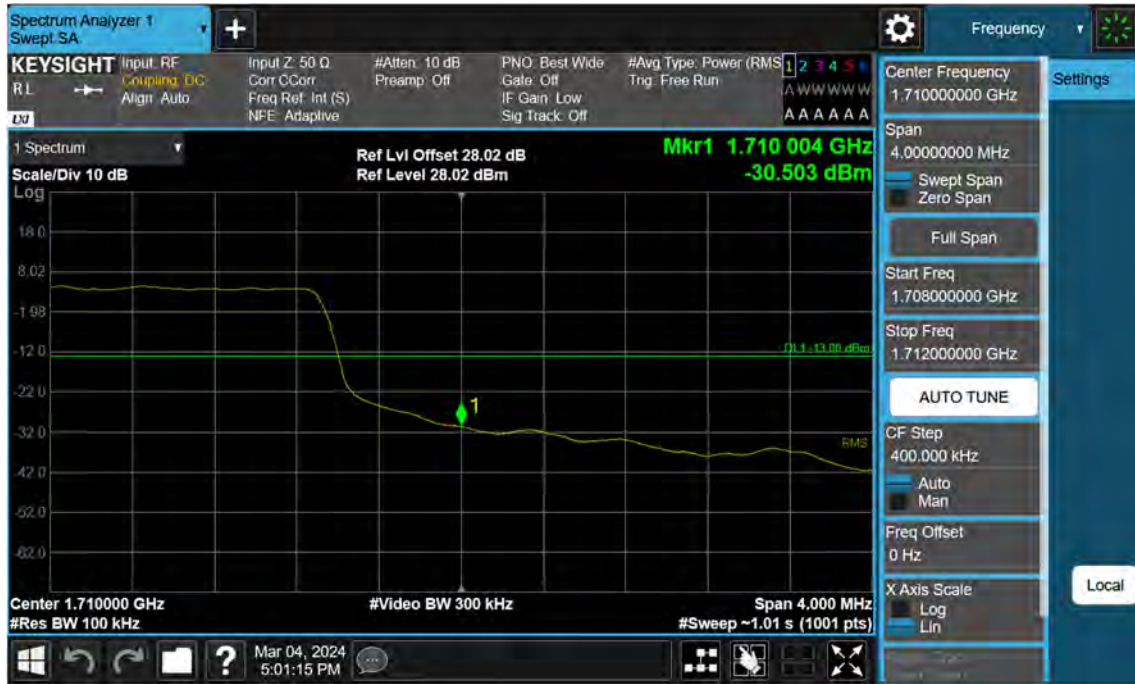 Spectrum Analyzer 1
Swept SA
Frequency
KEYSIGHT
RL
LXI
Input: RF
Coupling: DC
Align: Auto
Input Z: 50 Ω
Corr CCorr
Freq Ref: Int (S)
NFE: Adaptive
#Atten: 10 dB
Preamp: Off
PNO: Best Wide
Gate: Off
IF Gain: Low
Sig Track: Off
#Avg Type: Power (RMS
Trig: Free Run
1 2 3 4 5 6
A W W W W W
A A A A A A
1 Spectrum
Scale/Div 10 dB
Ref Lvl Offset 28.02 dB
Ref Level 28.02 dBm
Mkr1 1.710 004 GHz
-30.503 dBm
Log
18.0
8.02
-1.98
-12.0
-22.0
-32.0
-42.0
-52.0
-62.0
DL1 -13.00 dBm
1
RMS
Center 1.710000 GHz
#Res BW 100 kHz
#Video BW 300 kHz
Span 4.000 MHz
#Sweep ~1.01 s (1001 pts)
Center Frequency
1.710000000 GHz
Span
4.00000000 MHz
Swept Span
Zero Span
Full Span
Start Freq
1.708000000 GHz
Stop Freq
1.712000000 GHz
AUTO TUNE
CF Step
400.000 kHz
Auto
Man
Freq Offset
0 Hz
X Axis Scale
Log
Lin
Settings
Local
?
Mar 04, 2024
5:01:15 PM